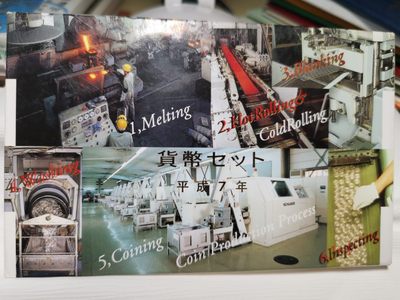 1,Melting
2,HotRolling&
ColdRolling
3,Blanking
貨幣セット
平成7年
4,Washing
5,Coining
Coin Production Process
6,Inspecting